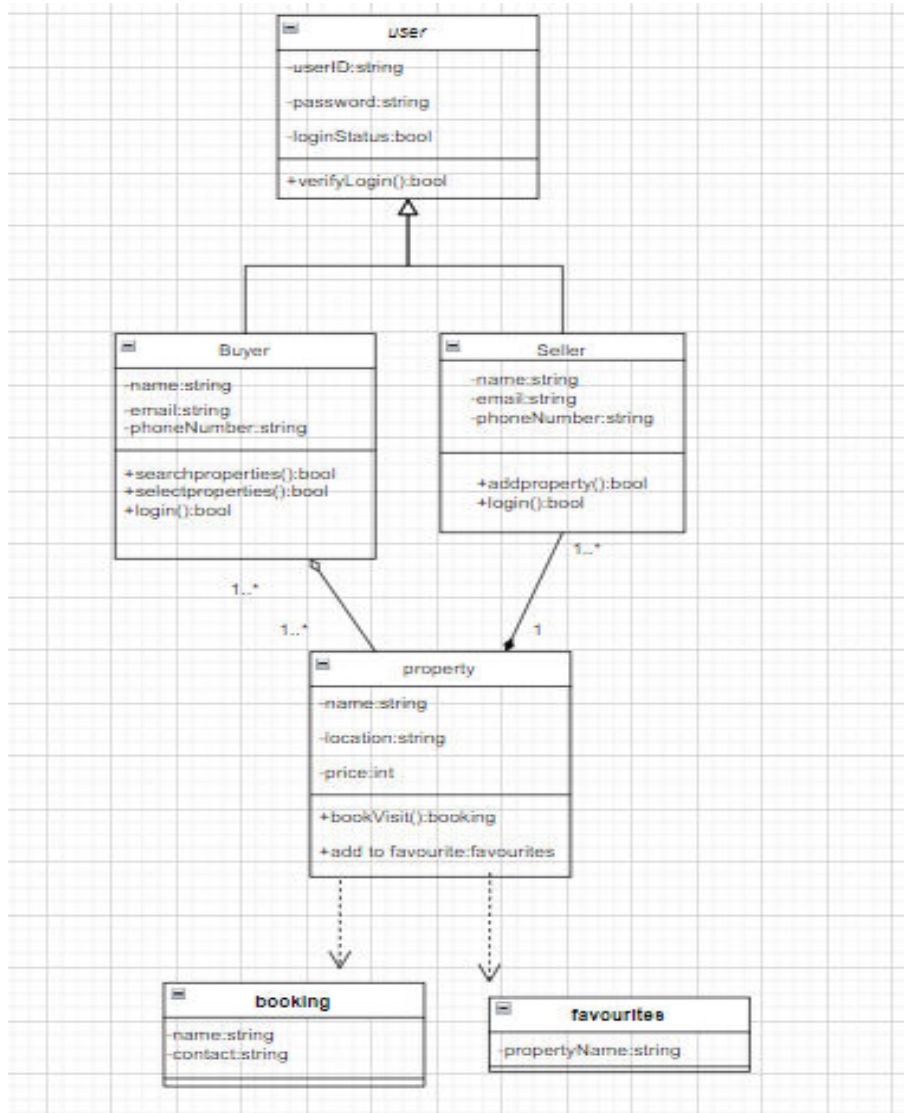 user
-userID:string
-password:string
-loginStatus:bool
+verifyLogin():bool
Buyer
-name:string
-email:string
-phoneNumber:string
+searchproperties():bool
+selectproperties():bool
+login():bool
Seller
-name:string
-email:string
-phoneNumber:string
+addproperty():bool
+login():bool
1..*
1..*
1..*
1
property
-name:string
-location:string
-price:int
+bookVisit():booking
+add to favourite:favourites
booking
-name:string
-contact:string
favourites
-propertyName:string